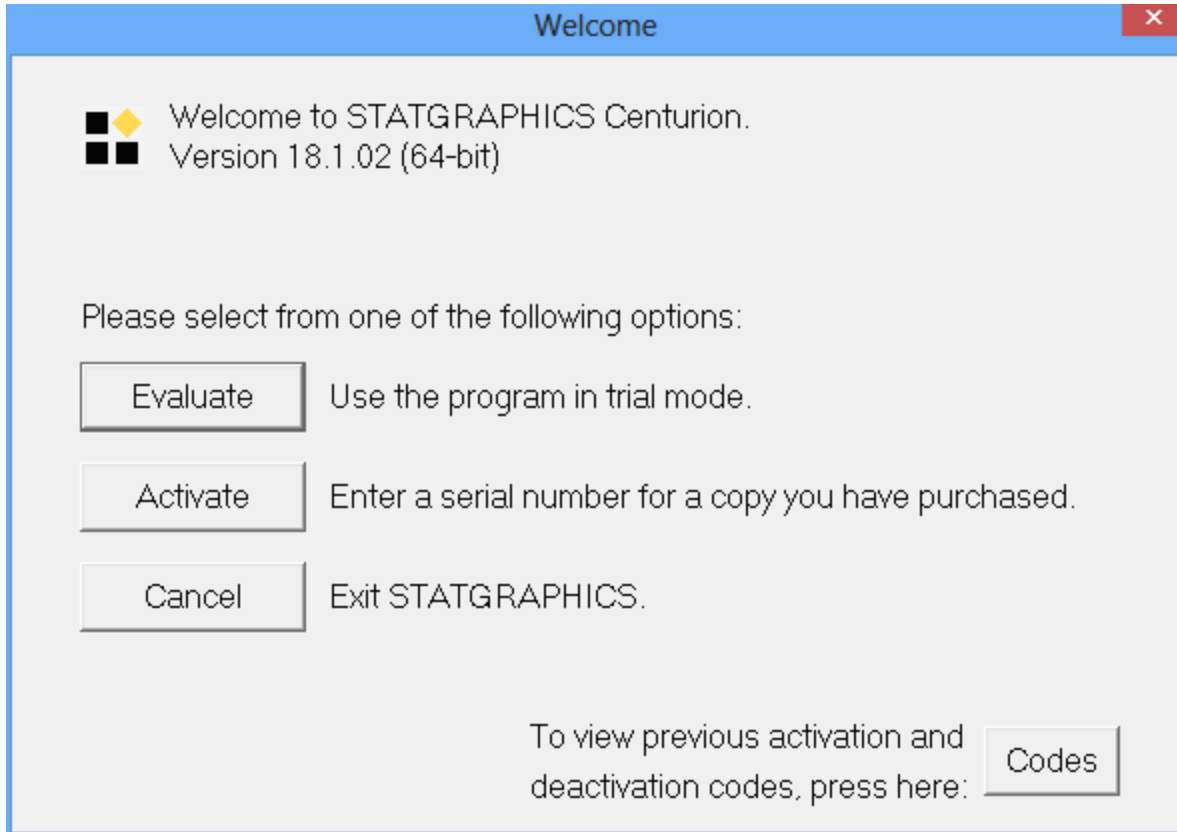 Welcome
Welcome to STATGRAPHICS Centurion.
Version 18.1.02 (64-bit)
Please select from one of the following options:
Evaluate Use the program in trial mode.
Activate Enter a serial number for a copy you have purchased.
Cancel Exit STATGRAPHICS.
To view previous activation and
deactivation codes, press here:
Codes